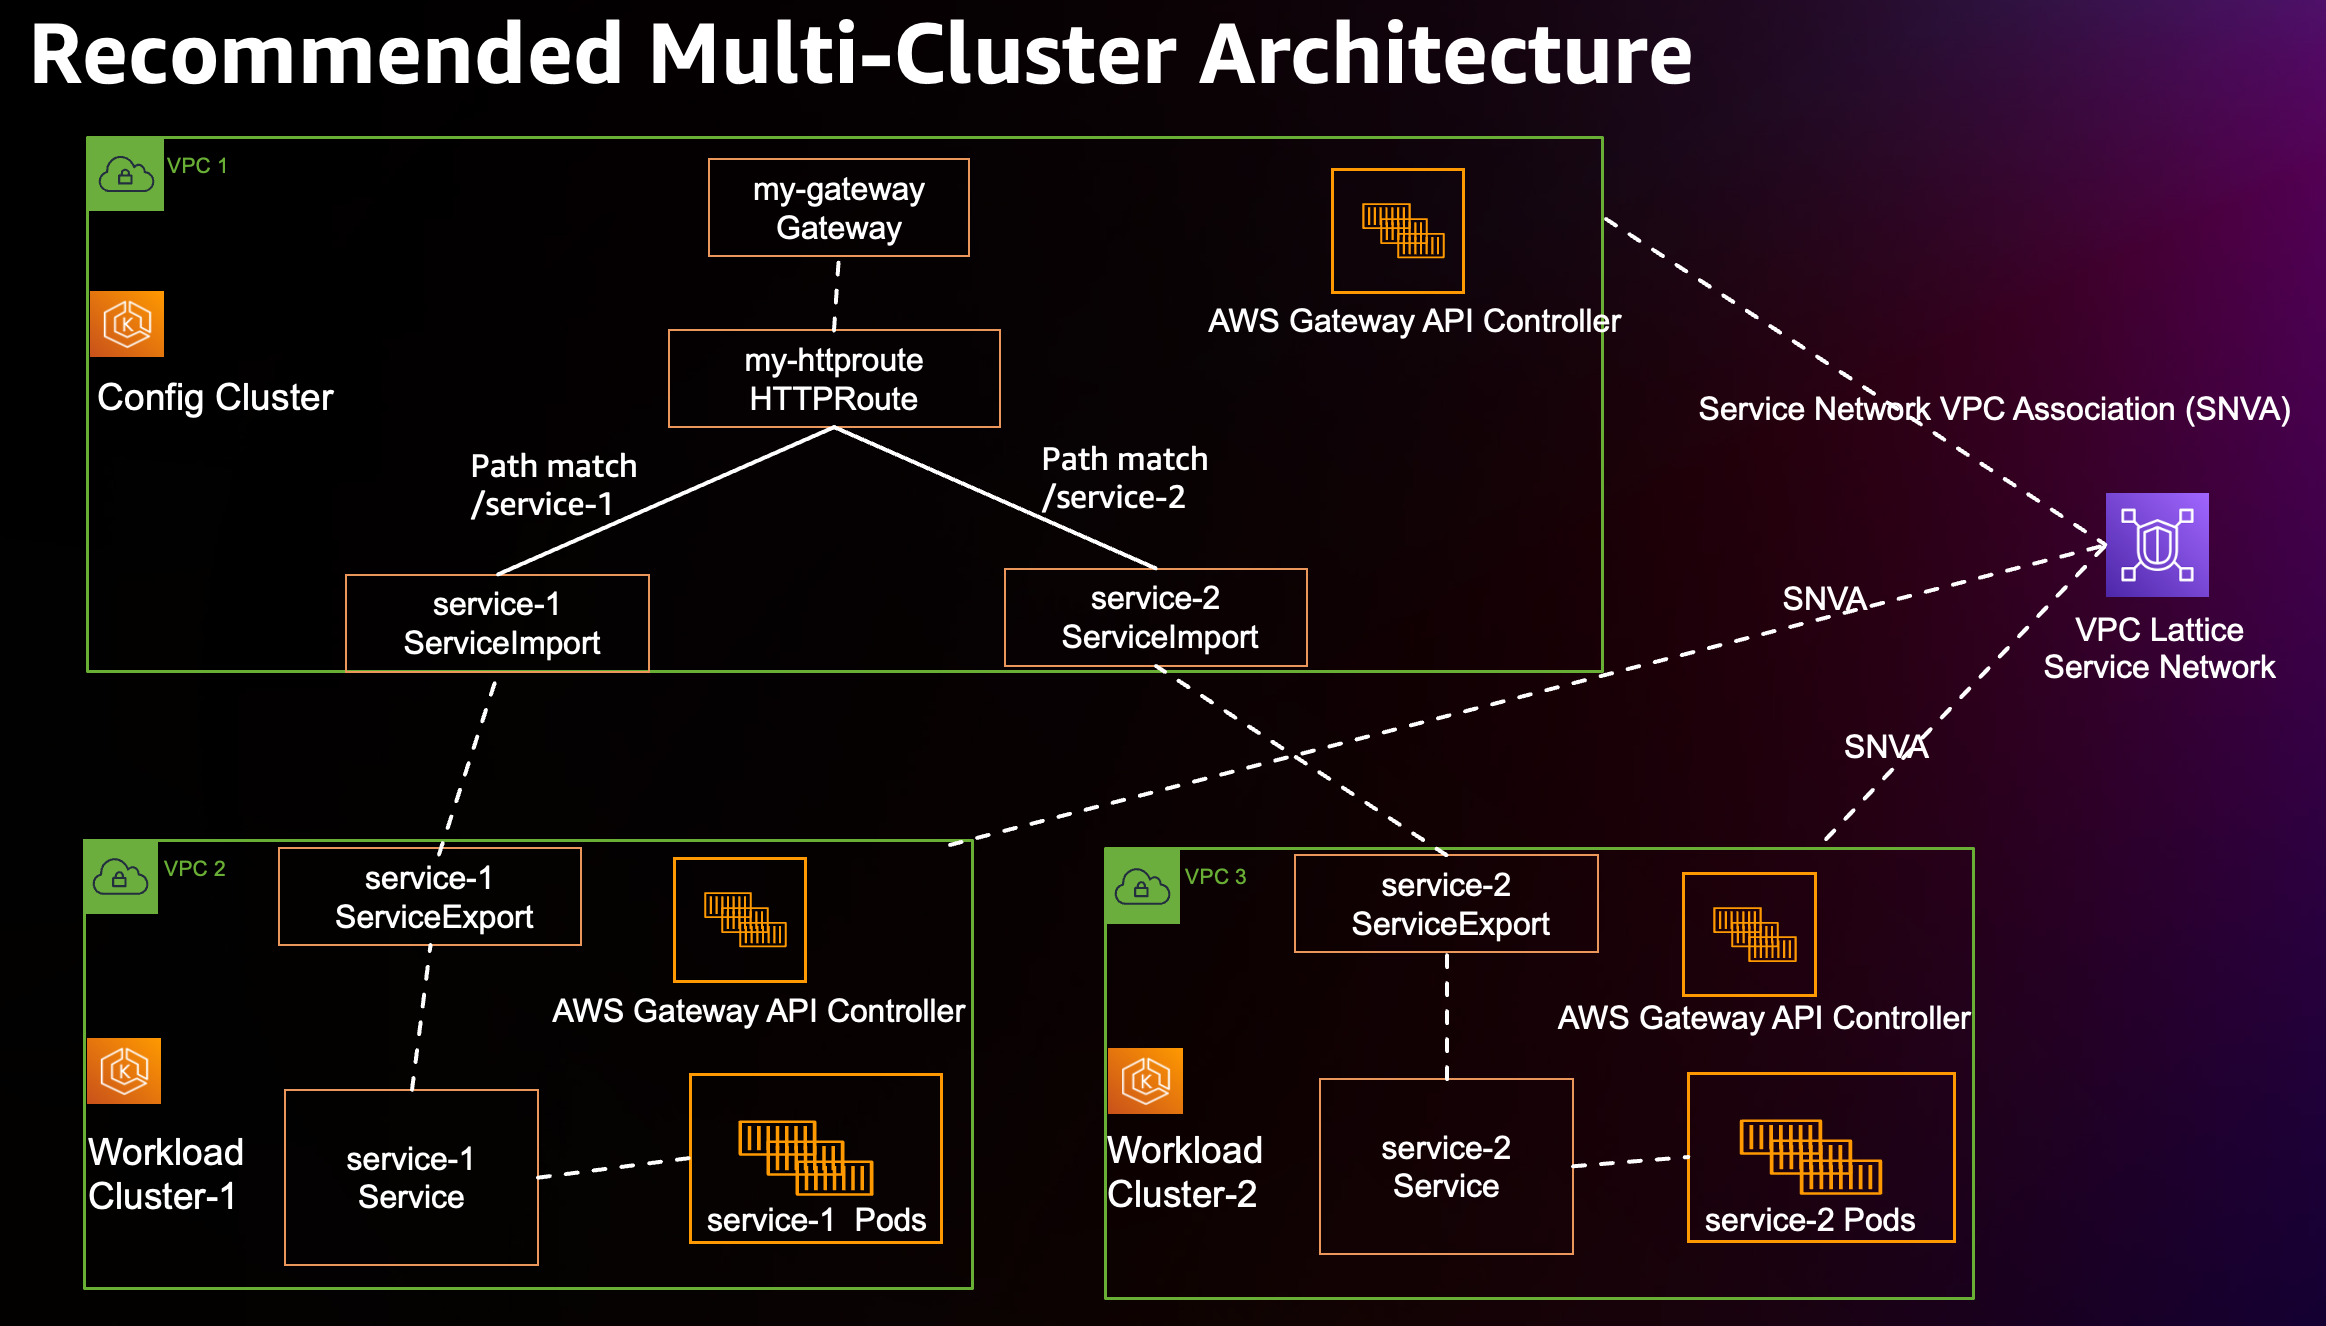 Recommended Multi-Cluster Architecture
VPC 1
my-gateway
Gateway
AWS Gateway API Controller
Config Cluster
my-httproute
HTTPRoute
Service Network VPC Association (SNVA)
Path match
/service-1
Path match
/service-2
service-1
ServiceImport
service-2
ServiceImport
SNVA
VPC Lattice
Service Network
SNVA
VPC 2
service-1
ServiceExport
AWS Gateway API Controller
Workload
Cluster-1
service-1
Service
service-1 Pods
VPC 3
service-2
ServiceExport
AWS Gateway API Controller
Workload
Cluster-2
service-2
Service
service-2 Pods